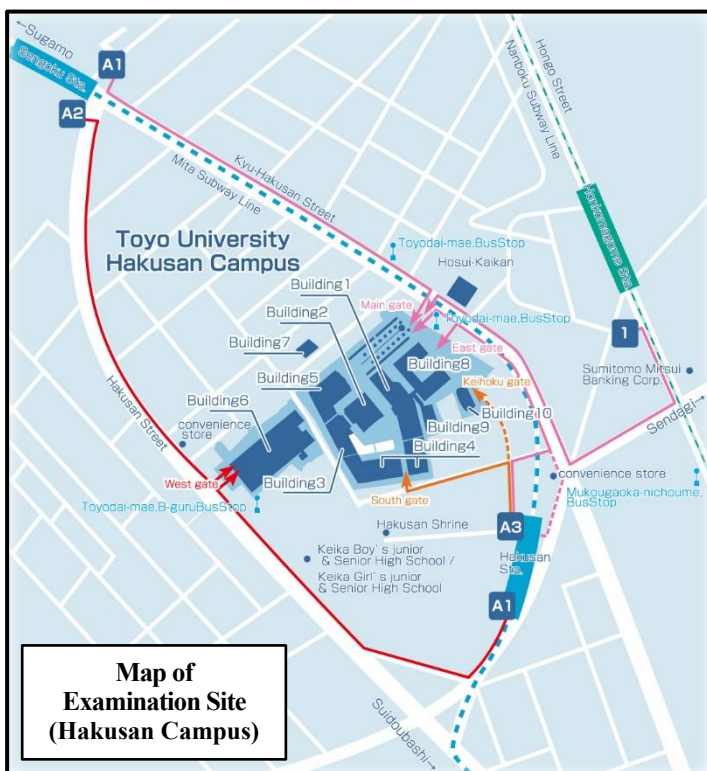 ←Sugamo
Sengoku Sta.
A1
A2
Hongo Street
Nanboku Subway Line
Kyu-Hakusan Street
Mita Subway Line
Honkomagome Sta.
Toyo University
Hakusan Campus
Toyodai-mae,BusStop
Hosui-Kaikan
Building1
Main gate
Toyodai-mae,BusStop
Building2
Building7
East gate
1
Building8
Sumitomo Mitsui
Banking Corp.
Building5
Keihoku gate
Sendagi→
Hakusan Street
Building6
Building10
convenience
store
Building9
Building4
West gate
Building3
convenience store
Toyodai-mae,B-guruBusStop
South gate
Mukougaoka-nichoume,
BusStop
Hakusan Shrine
A3
Hakusan
Sta.
Keika Boy's junior
& Senior High School /
Keika Girl's junior
& Senior High School
A1
Map of
Examination Site
(Hakusan Campus)
Suidoubashi→